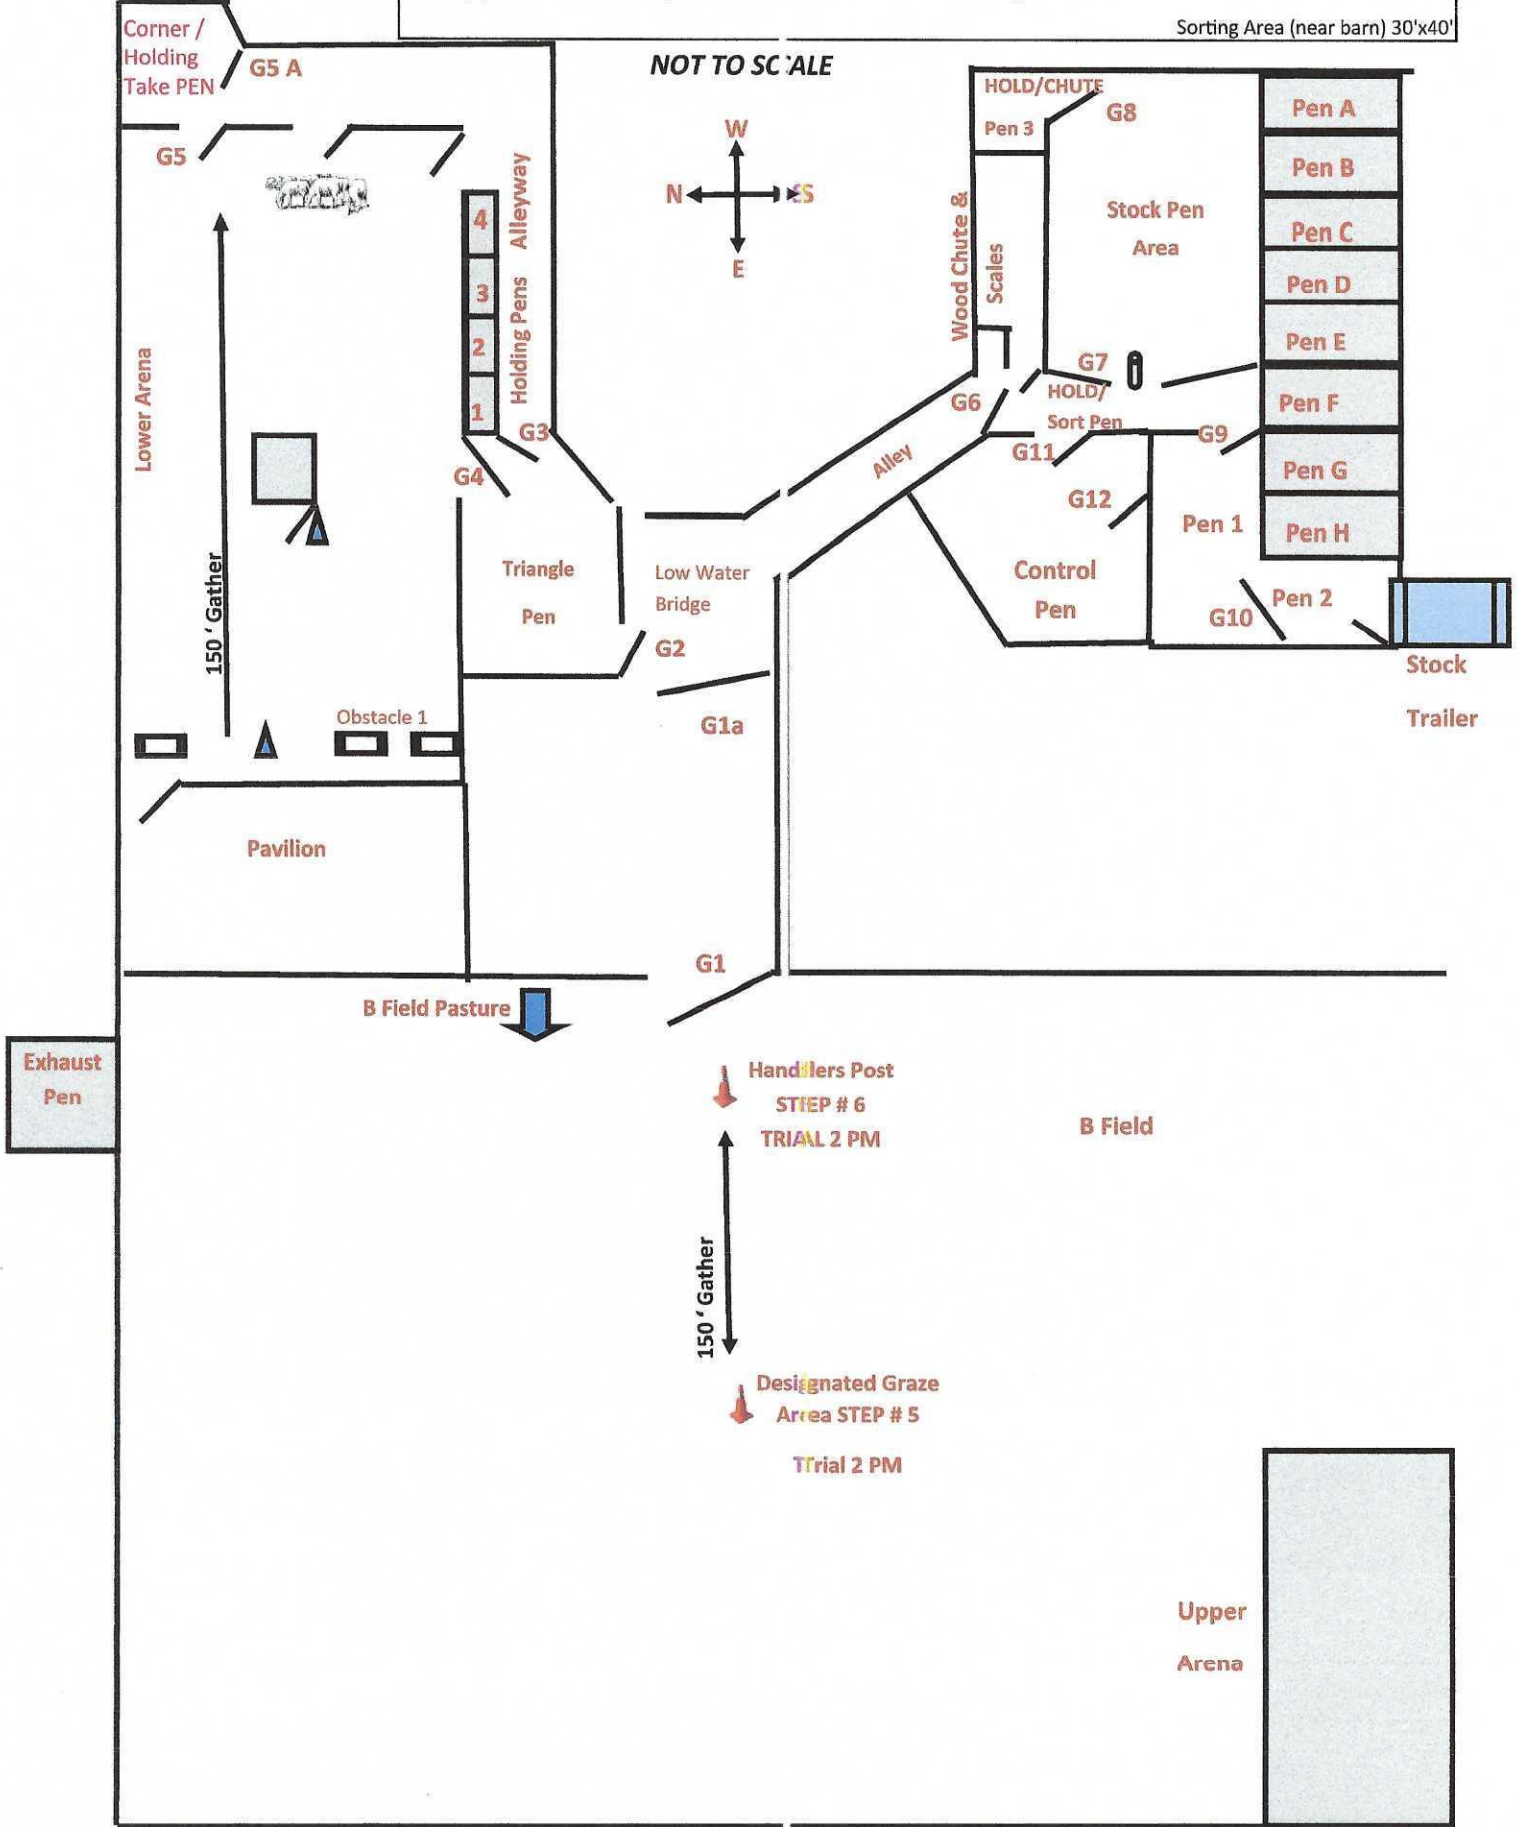 Sorting Area (near barn) 30'x40'
NOT TO SCALE
Corner /
Holding
Take PEN
G5 A
G5
W
N
S
E
Lower Arena
150 ' Gather
4
3
2
1
Holding Pens Alleyway
G3
G4
Triangle
Pen
Low Water
Bridge
G2
G1a
Obstacle 1
Pavilion
G1
HOLD/CHUTE
Pen 3
G8
Wood Chute &
Scales
Stock Pen
Area
Pen A
Pen B
Pen C
Pen D
Pen E
Pen F
Pen G
Pen H
G7
G6
HOLD/
Sort Pen
Alley
G11
G9
G12
Pen 1
Control
Pen
G10
Pen 2
Stock
Trailer
B Field Pasture
Exhaust
Pen
Handlers Post
STEP # 6
TRIAL 2 PM
B Field
150 ' Gather
Designated Graze
Area STEP # 5
Trial 2 PM
Upper
Arena